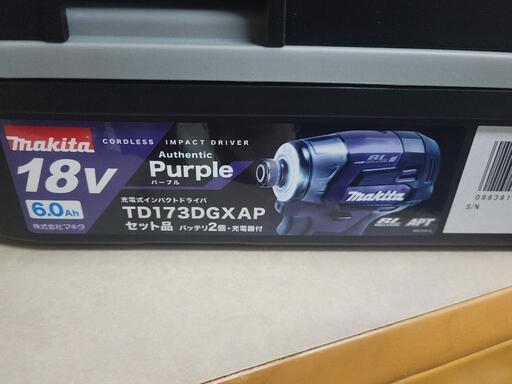 makita
CORDLESS IMPACT DRIVER
18V
Authentic
Purple
パープル
6.0Ah
株式会社マキタ
充電式インパクトドライバ
TD173DGXAP
セット品 バッテリ2個・充電器付
BL
makita
BL
APT
088381
S/N